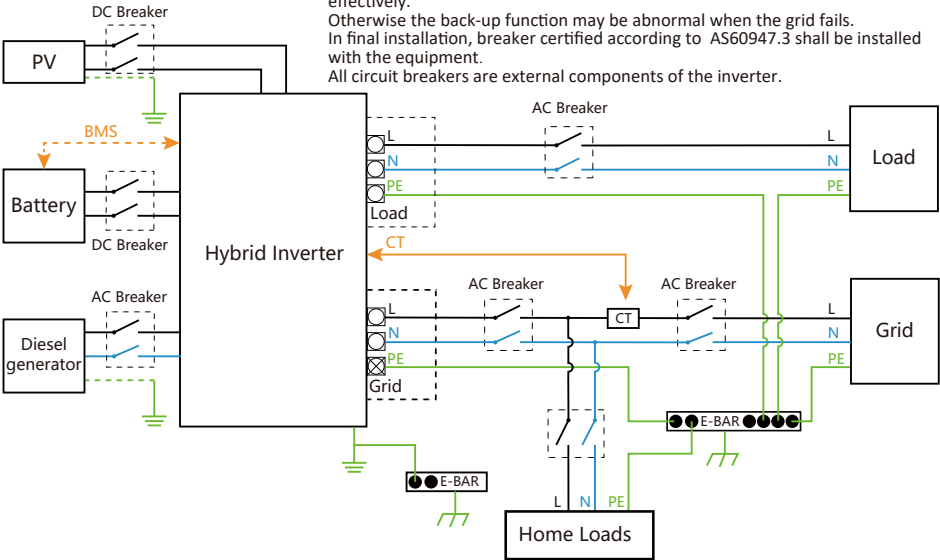 effectively.
Otherwise the back-up function may be abnormal when the grid fails.
In final installation, breaker certified according to AS60947.3 shall be installed
with the equipment.
All circuit breakers are external components of the inverter.
DC Breaker
PV
BMS
Battery
DC Breaker
AC Breaker
Diesel
generator
Hybrid Inverter
L
N
PE
Load
CT
L
N
PE
Grid
AC Breaker
L
N
PE
Load
AC Breaker
CT
AC Breaker
L
N
PE
Grid
E-BAR
E-BAR
L
N
PE
Home Loads